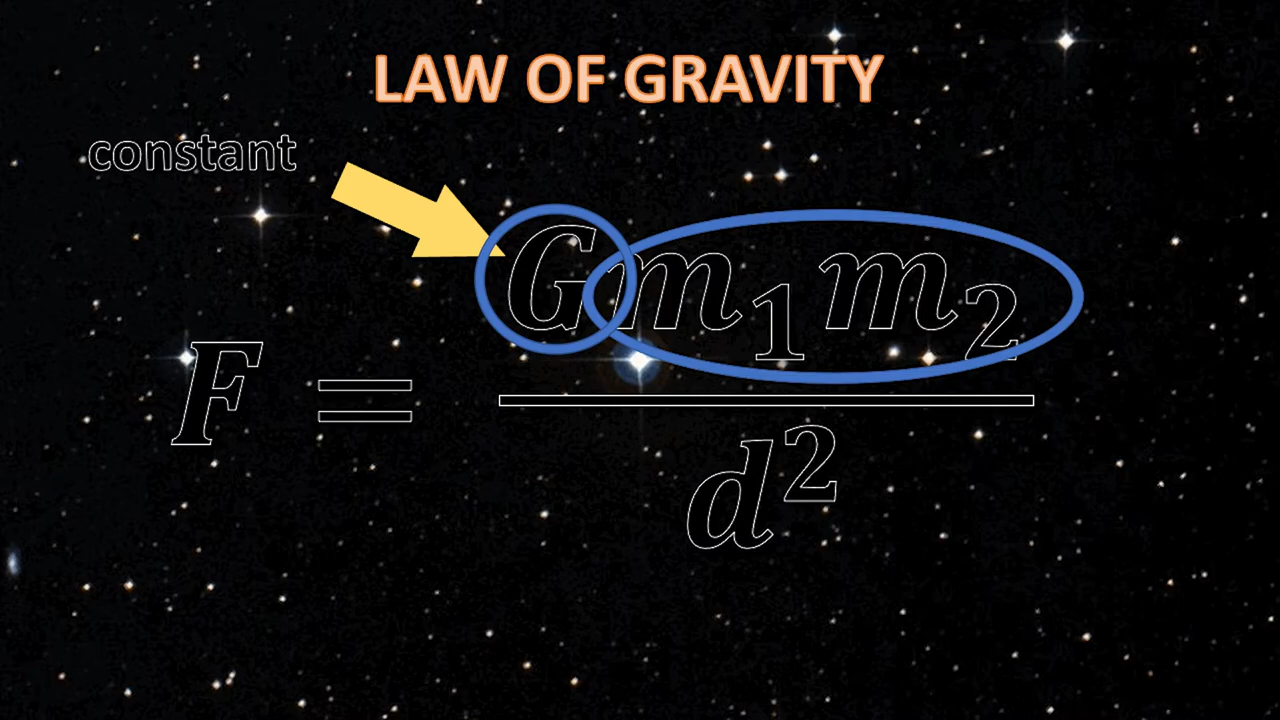 LAW OF GRAVITY
constant
F = Gm₁m₂ / d²